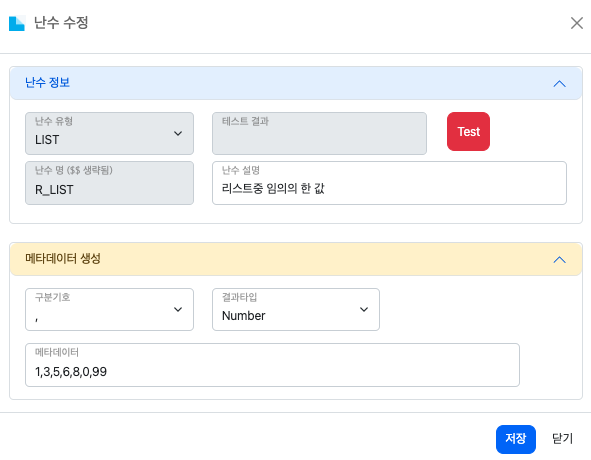 난수 수정
난수 정보
난수 유형
LIST
테스트 결과
Test
난수 명 ($$ 생략됨)
R_LIST
난수 설명
리스트중 임의의 한 값
메타데이터 생성
구분기호
,
결과타입
Number
메타데이터
1,3,5,6,8,0,99
저장
닫기